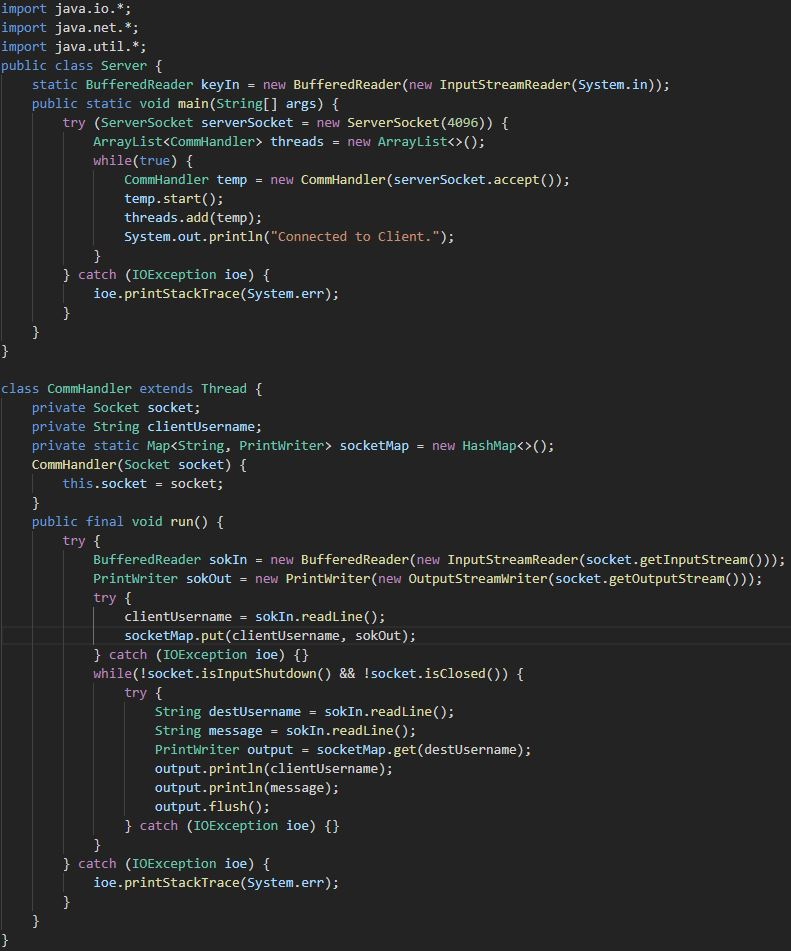 import java.io.*;
import java.net.*;
import java.util.*;
public class Server {
    static BufferedReader keyIn = new BufferedReader(new InputStreamReader(System.in));
    public static void main(String[] args) {
        try (ServerSocket serverSocket = new ServerSocket(4096)) {
            ArrayList<CommHandler> threads = new ArrayList<>();
            while(true) {
                CommHandler temp = new CommHandler(serverSocket.accept());
                temp.start();
                threads.add(temp);
                System.out.println("Connected to Client.");
            }
        } catch (IOException ioe) {
            ioe.printStackTrace(System.err);
        }
    }
}

class CommHandler extends Thread {
    private Socket socket;
    private String clientUsername;
    private static Map<String, PrintWriter> socketMap = new HashMap<>();
    CommHandler(Socket socket) {
        this.socket = socket;
    }
    public final void run() {
        try {
            BufferedReader sokIn = new BufferedReader(new InputStreamReader(socket.getInputStream()));
            PrintWriter sokOut = new PrintWriter(new OutputStreamWriter(socket.getOutputStream()));
            try {
                clientUsername = sokIn.readLine();
                socketMap.put(clientUsername, sokOut);
            } catch (IOException ioe) {}
            while(!socket.isInputShutdown() && !socket.isClosed()) {
                try {
                    String destUsername = sokIn.readLine();
                    String message = sokIn.readLine();
                    PrintWriter output = socketMap.get(destUsername);
                    output.println(clientUsername);
                    output.println(message);
                    output.flush();
                } catch (IOException ioe) {}
            }
        } catch (IOException ioe) {
            ioe.printStackTrace(System.err);
        }
    }
}